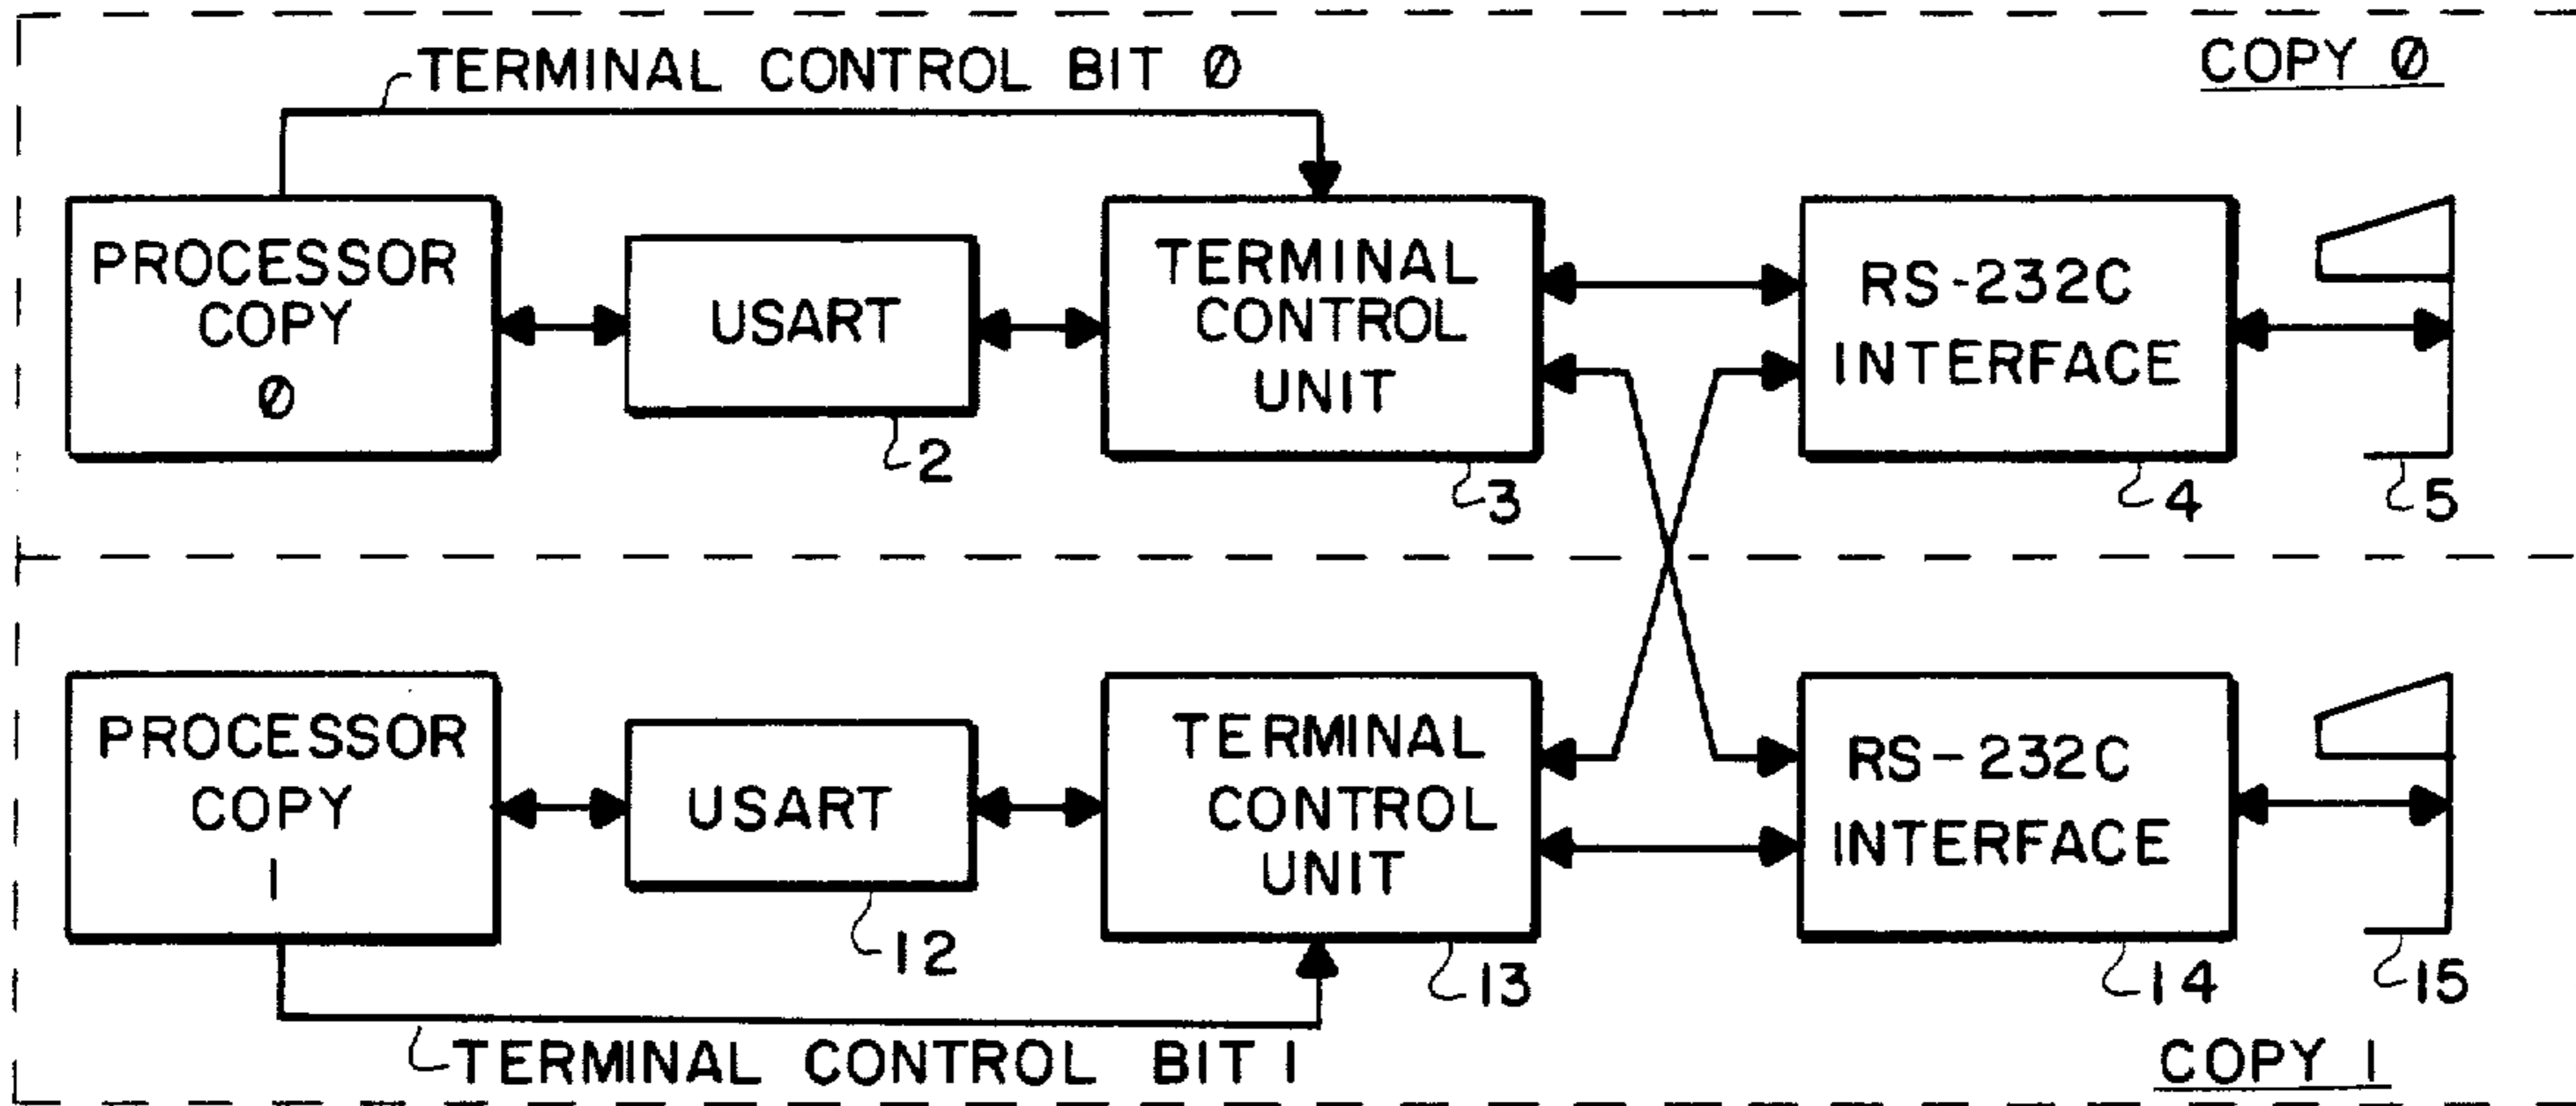 TERMINAL CONTROL BIT Ø
COPY Ø
PROCESSOR
COPY
Ø
USART
2
TERMINAL
CONTROL
UNIT
3
RS-232C
INTERFACE
4
5
PROCESSOR
COPY
1
USART
12
TERMINAL
CONTROL
UNIT
13
RS-232C
INTERFACE
14
15
TERMINAL CONTROL BIT 1
COPY 1